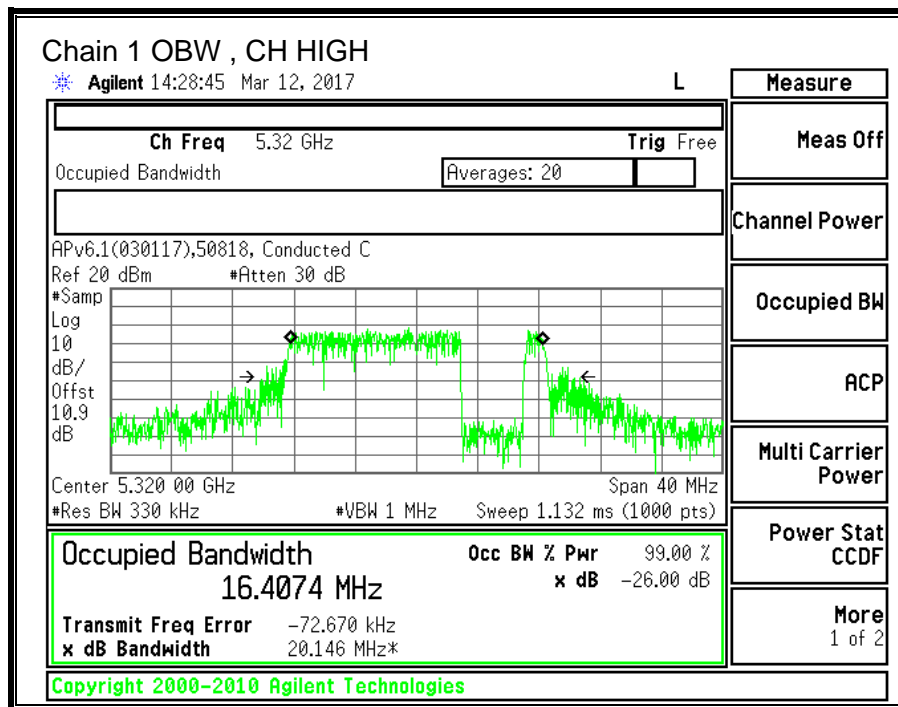 Chain 1 OBW , CH HIGH
Agilent 14:28:45 Mar 12, 2017 L
Measure
Ch Freq 5.32 GHz Trig Free
Occupied Bandwidth Averages: 20
APv6.1(030117),50818, Conducted C
Ref 20 dBm #Atten 30 dB
#Samp
Log
10
dB/
Offst
10.9
dB
Center 5.320 00 GHz Span 40 MHz
#Res BW 330 kHz #VBW 1 MHz Sweep 1.132 ms (1000 pts)
Occupied Bandwidth Occ BW % Pwr 99.00 %
16.4074 MHz x dB -26.00 dB
Transmit Freq Error -72.670 kHz
x dB Bandwidth 20.146 MHz*
Copyright 2000-2010 Agilent Technologies
Meas Off
Channel Power
Occupied BW
ACP
Multi Carrier
Power
Power Stat
CCDF
More
1 of 2